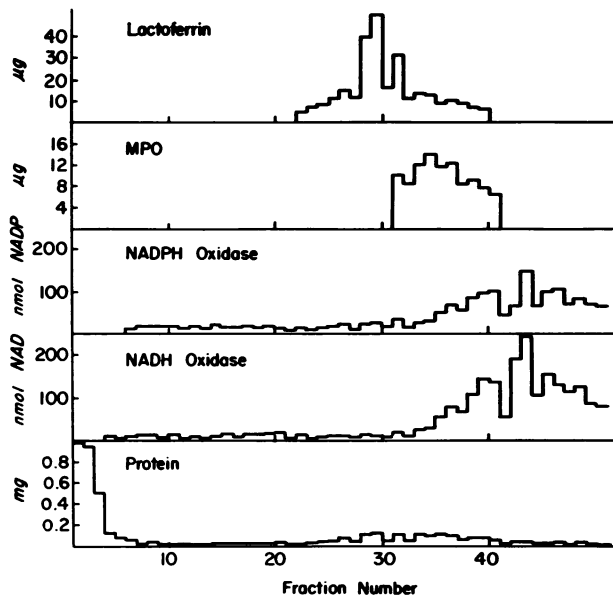 Lactoferrin
μg
40
30
20
10
MPO
μg
16
12
8
4
NADPH Oxidase
nmol NADP
200
100
NADH Oxidase
nmol NAD
200
100
Protein
mg
0.8
0.6
0.4
0.2
10 20 30 40
Fraction Number